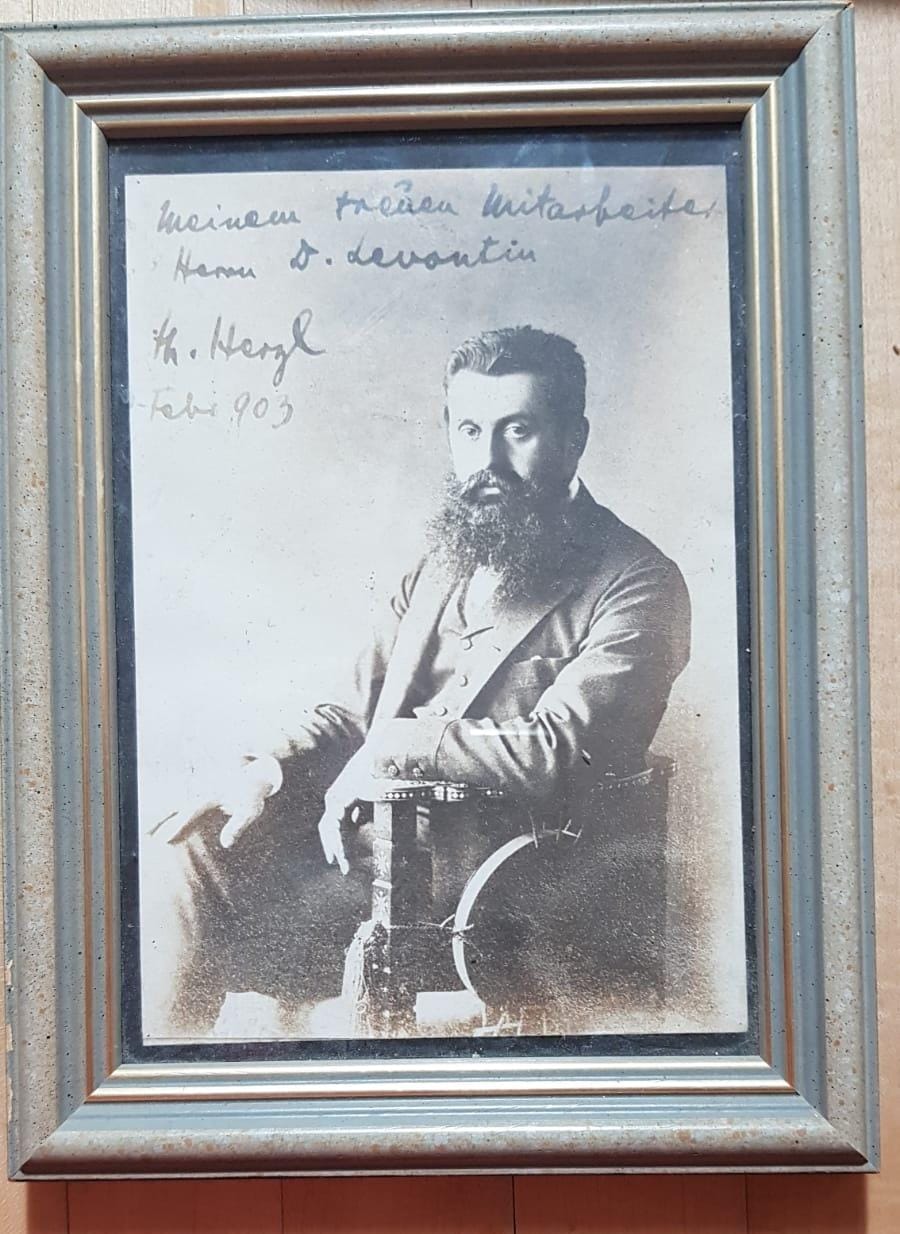 Meinem treuen Mitarbeiter
Herrn D. Levontin
Th. Herzl
Febr 903